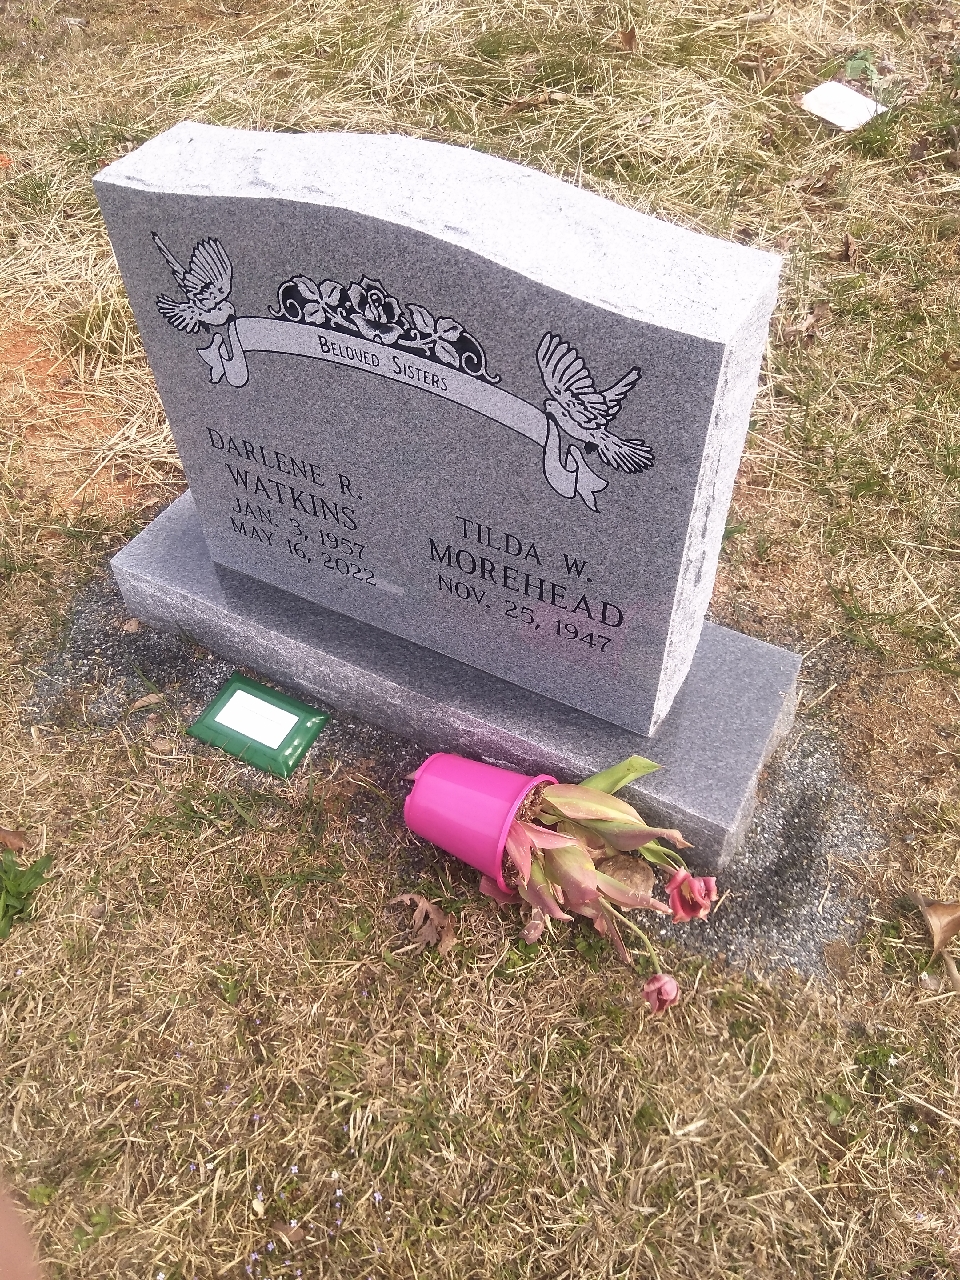 BELOVED SISTERS
DARLENE R.
WATKINS
JAN. 3, 1957
MAY 16, 2022
TILDA W.
MOREHEAD
NOV. 25, 1947